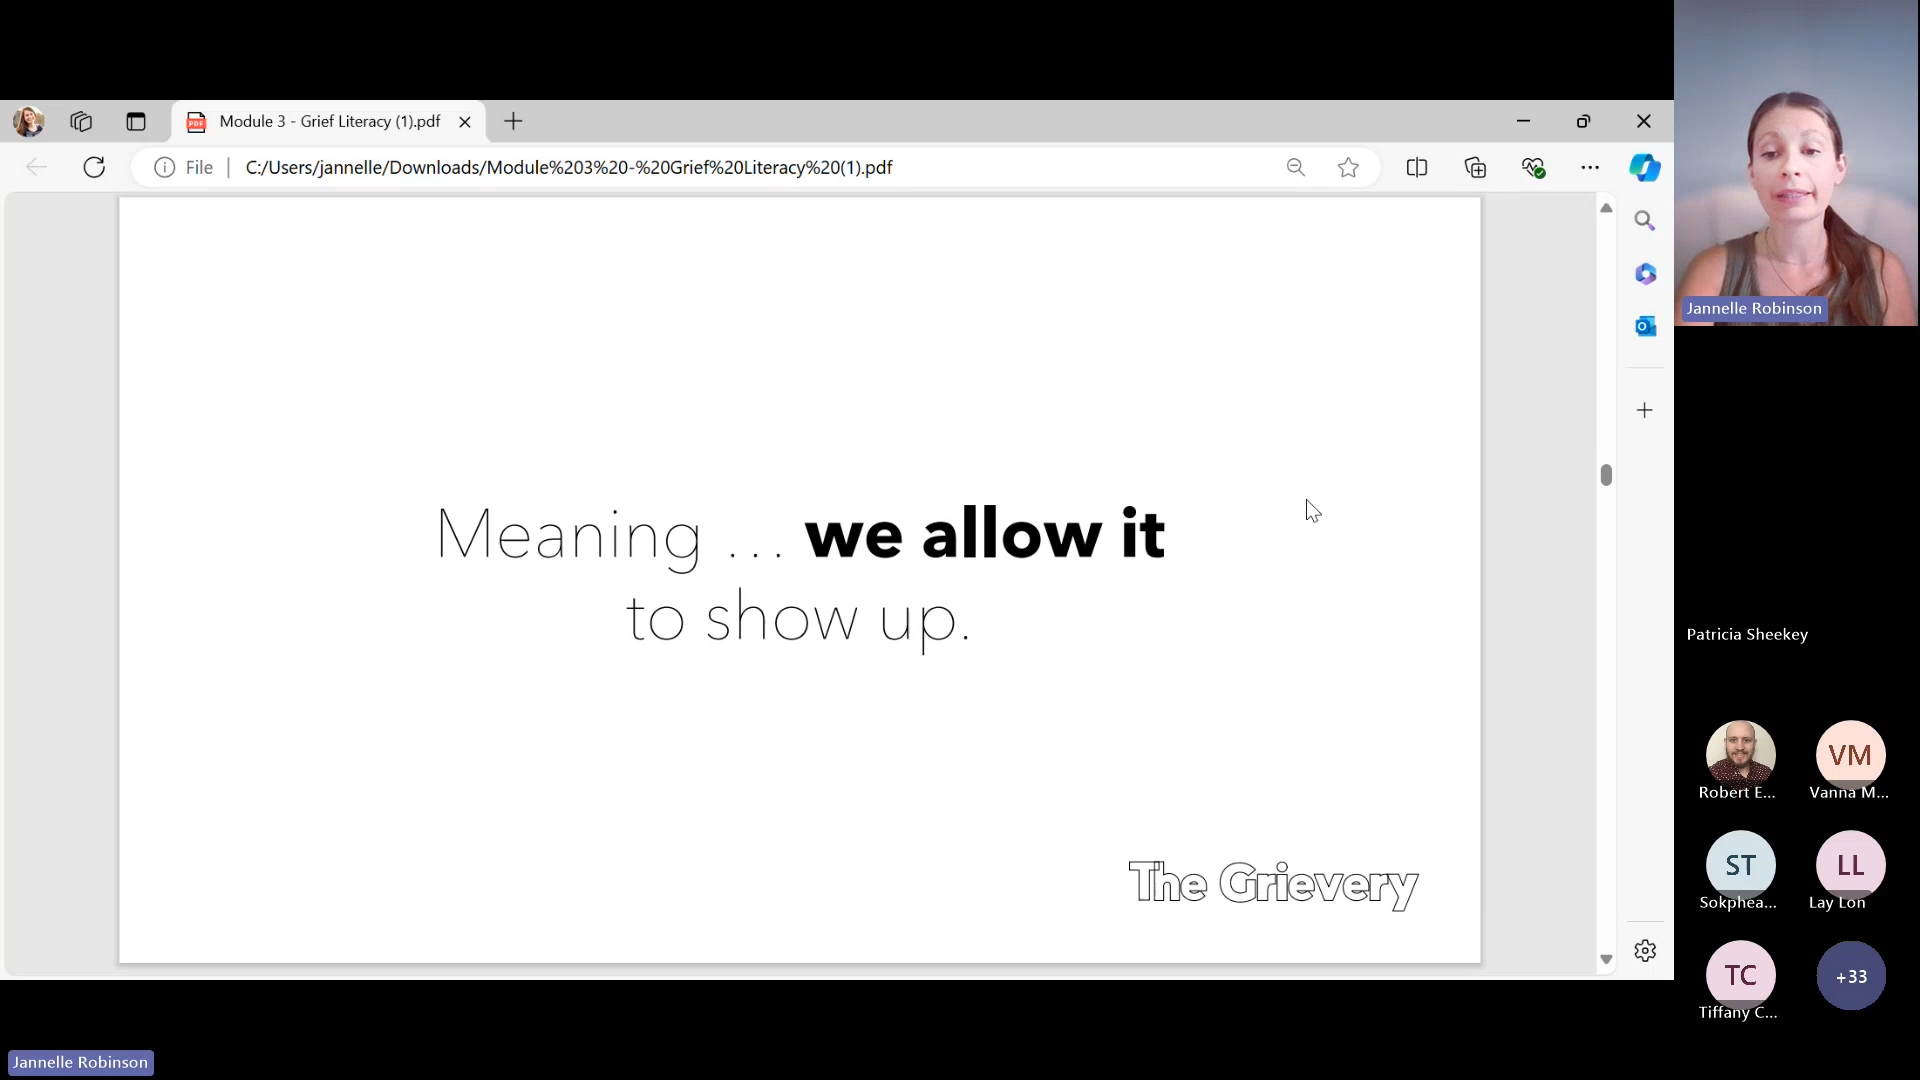 Module 3 - Grief Literacy (1).pdf
File
C:/Users/jannelle/Downloads/Module%203%20-%20Grief%20Literacy%20(1).pdf
Meaning ... we allow it
to show up.
The Grievery
Jannelle Robinson
Patricia Sheekey
Robert E...
VM
Vanna M...
ST
Sokphea...
LL
Lay Lon
TC
Tiffany C...
+33
Jannelle Robinson